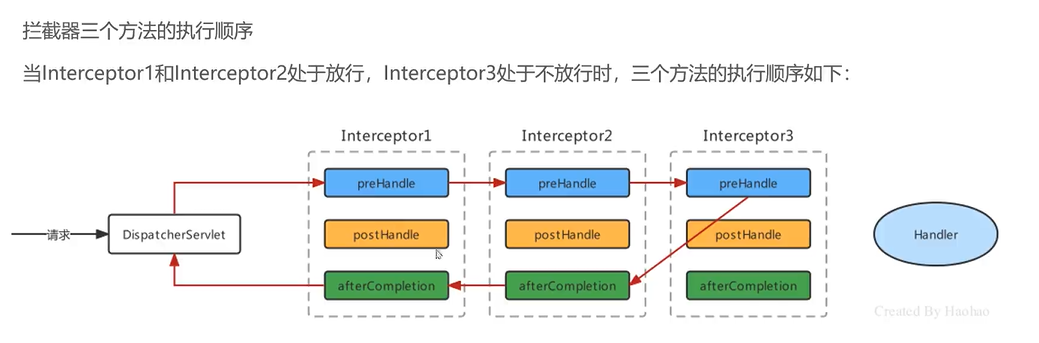 拦截器三个方法的执行顺序
当Interceptor1和Interceptor2处于放行，Interceptor3处于不放行时，三个方法的执行顺序如下：
Interceptor1 Interceptor2 Interceptor3
preHandle preHandle preHandle
请求 DispatcherServlet postHandle postHandle postHandle Handler
afterCompletion afterCompletion afterCompletion
Created By Haohao